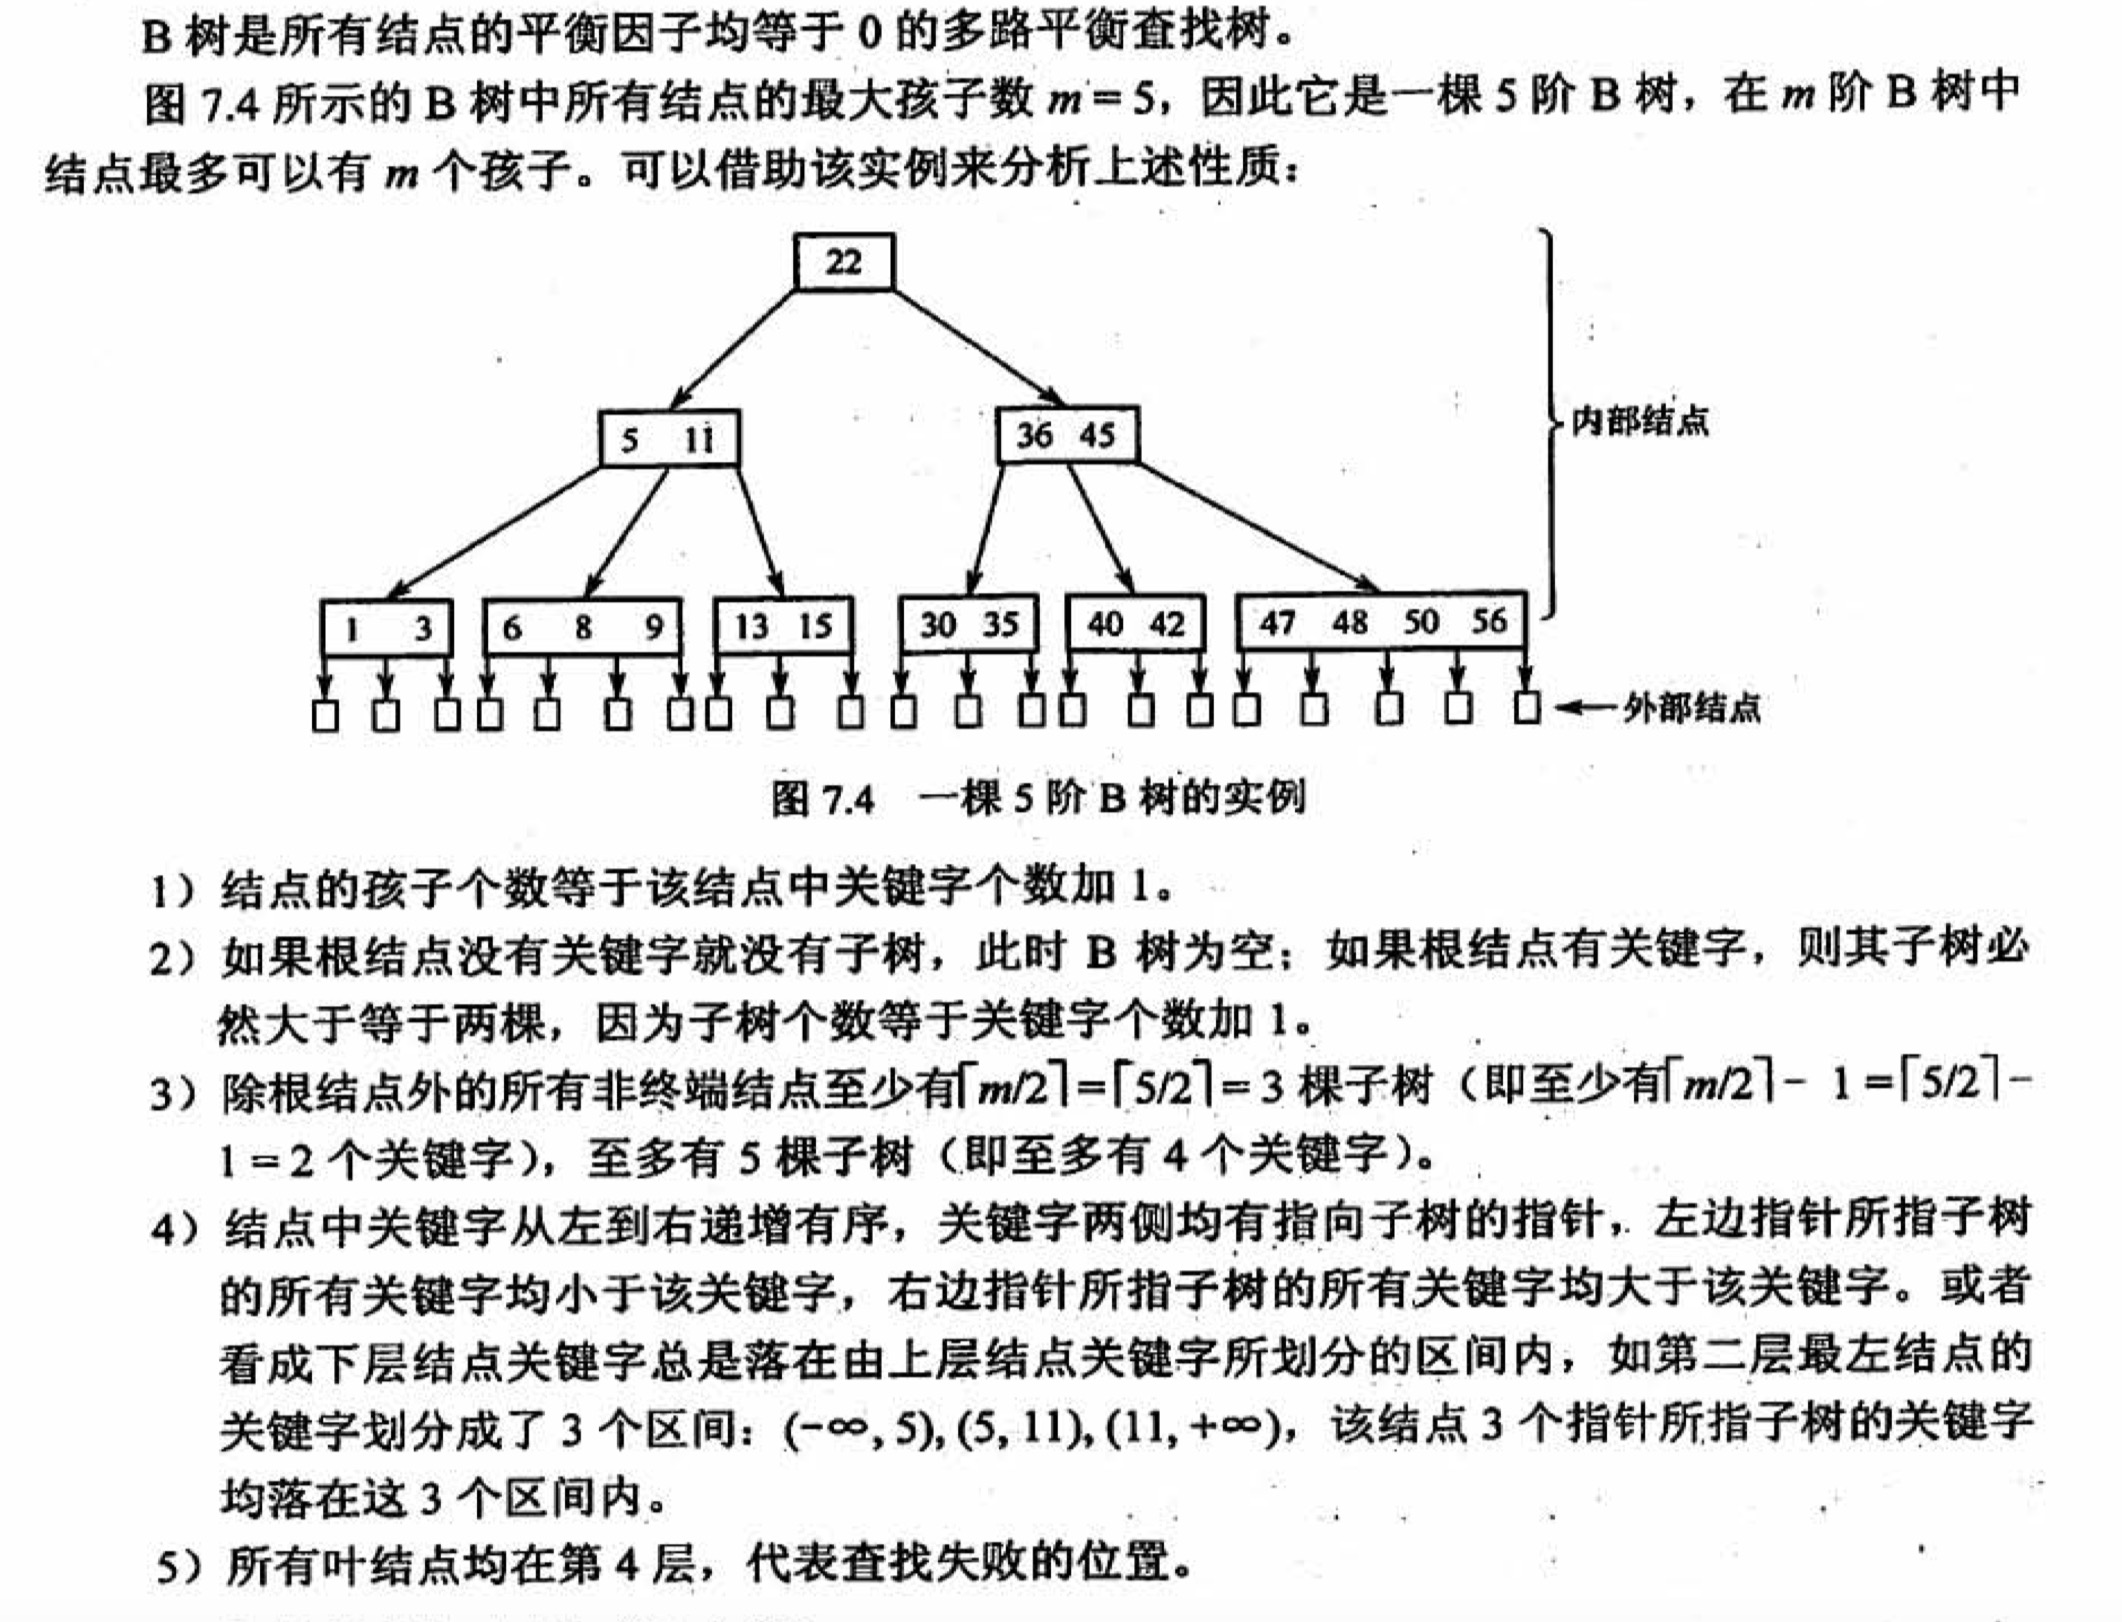 B 树是所有结点的平衡因子均等于 0 的多路平衡查找树。
图 7.4 所示的 B 树中所有结点的最大孩子数 m = 5，因此它是一棵 5 阶 B 树，在 m 阶 B 树中
结点最多可以有 m 个孩子。可以借助该实例来分析上述性质：
22
5 11
36 45
内部结点
1 3
6 8 9
13 15
30 35
40 42
47 48 50 56
外部结点
图 7.4 一棵 5 阶 B 树的实例
1）结点的孩子个数等于该结点中关键字个数加 1。
2）如果根结点没有关键字就没有子树，此时 B 树为空；如果根结点有关键字，则其子树必
然大于等于两棵，因为子树个数等于关键字个数加 1。
3）除根结点外的所有非终端结点至少有⌈m/2⌉=⌈5/2⌉= 3 棵子树（即至少有⌈m/2⌉- 1 =⌈5/2⌉-
1 = 2 个关键字），至多有 5 棵子树（即至多有 4 个关键字）。
4）结点中关键字从左到右递增有序，关键字两侧均有指向子树的指针，左边指针所指子树
的所有关键字均小于该关键字，右边指针所指子树的所有关键字均大于该关键字。或者
看成下层结点关键字总是落在由上层结点关键字所划分的区间内，如第二层最左结点的
关键字划分成了 3 个区间：(-∞, 5), (5, 11), (11, +∞)，该结点 3 个指针所指子树的关键字
均落在这 3 个区间内。
5）所有叶结点均在第 4 层，代表查找失败的位置。